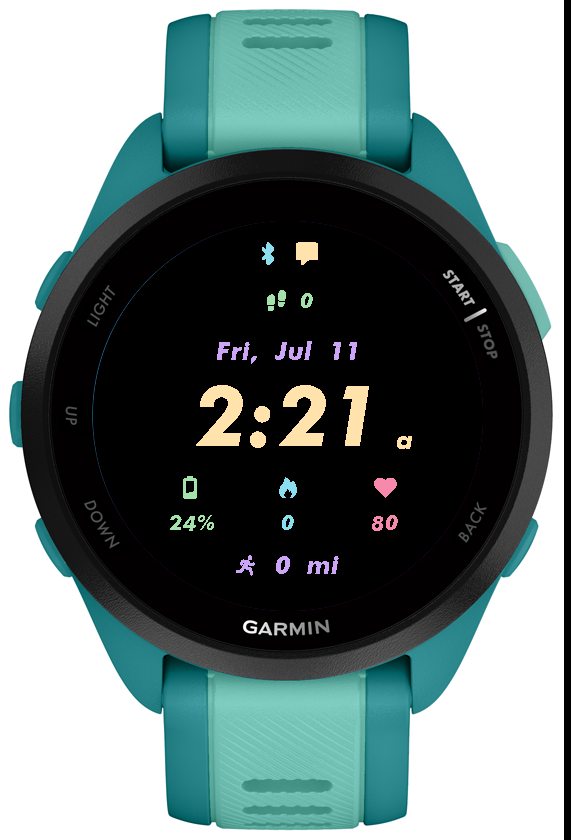 0
START
STOP
LIGHT
Fri, Jul 11
UP
2:21 a
DOWN
BACK
24% 0 80
0 mi
GARMIN